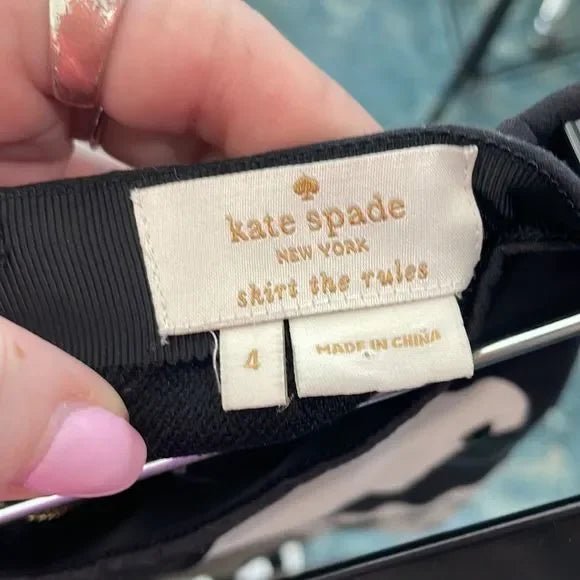 kate spade
NEW YORK
skirt the rules
4
MADE IN CHINA